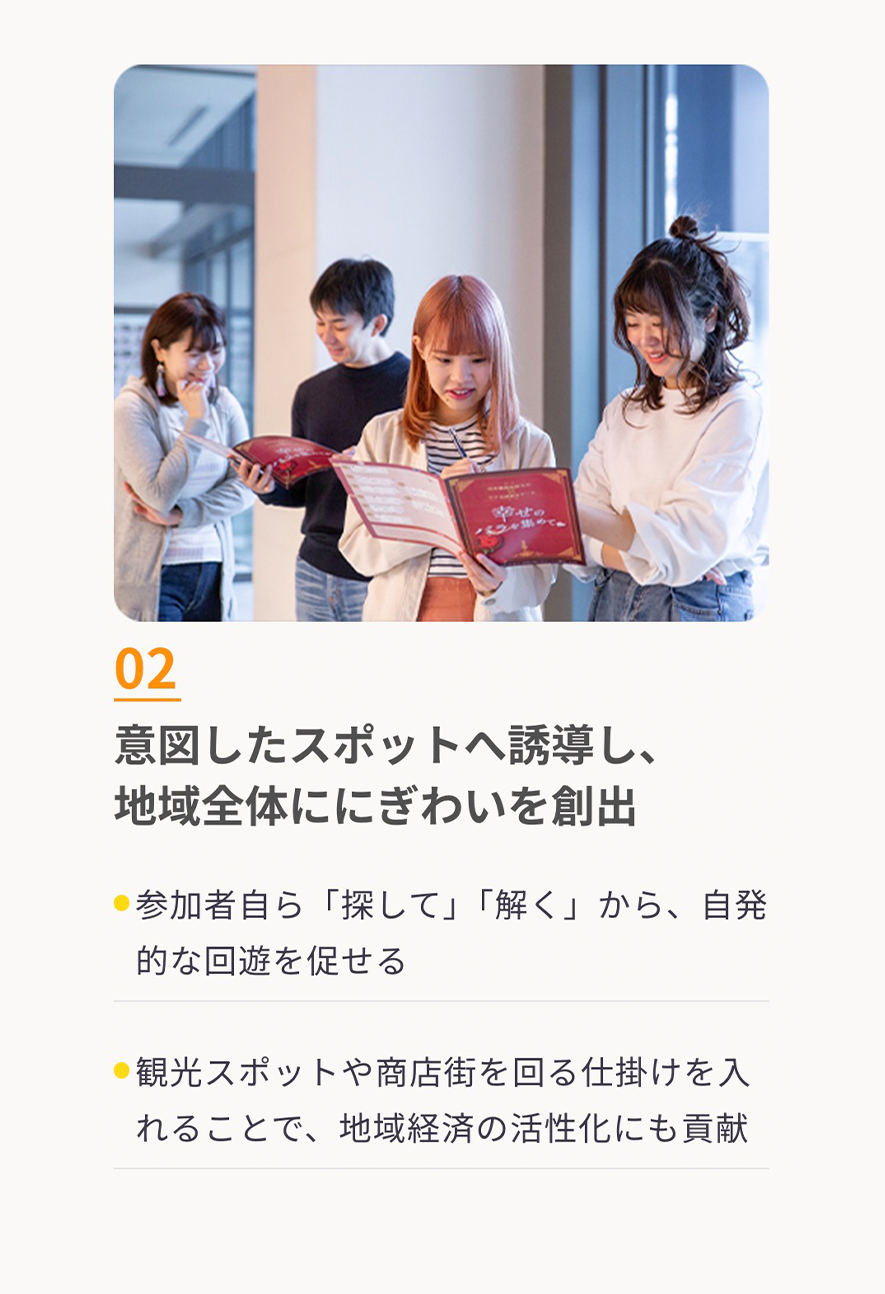 幸せの
バラを集めて
02
意図したスポットへ誘導し、
地域全体ににぎわいを創出
参加者自ら「探して」「解く」から、自発
的な回遊を促せる
観光スポットや商店街を回る仕掛けを入
れることで、地域経済の活性化にも貢献